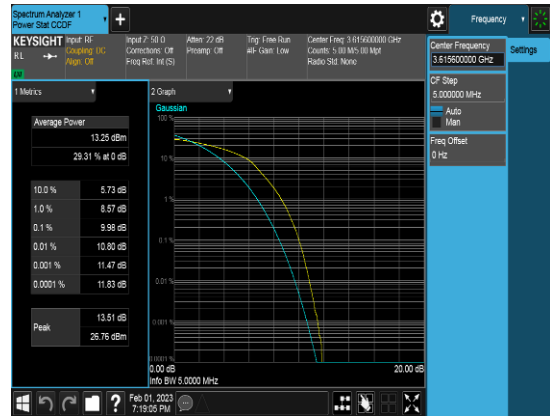 Spectrum Analyzer 1
Power Stat CCDF
Frequency
KEYSIGHT
Input: RF
Coupling: DC
Align: Off
Input Z: 50 Ω
Corrections: Off
Freq Ref: Int (S)
Atten: 22 dB
Preamp: Off
Trig: Free Run
#IF Gain: Low
Center Freq: 3.615600000 GHz
Counts: 5.00 M/5.00 Mpt
Radio Std: None
RL
Center Frequency
3.615600000 GHz
Settings
CF Step
5.000000 MHz
Auto
Man
Freq Offset
0 Hz
1 Metrics
2 Graph
Average Power
13.25 dBm
29.31 % at 0 dB
10.0 % 5.73 dB
1.0 % 8.57 dB
0.1 % 9.98 dB
0.01 % 10.80 dB
0.001 % 11.47 dB
0.0001 % 11.83 dB
Peak
13.51 dB
26.76 dBm
Gaussian
100 %
10 %
1 %
0.1 %
0.01 %
0.001 %
0.0001 %
0.00 dB
20.00 dB
Info BW 5.0000 MHz
?
Feb 01, 2023
7:19:05 PM